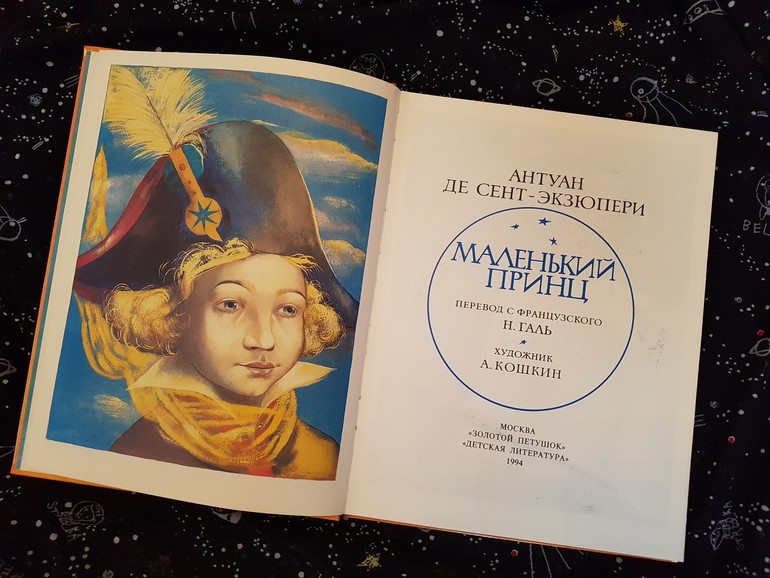 АНТУАН
ДЕ СЕНТ-ЭКЗЮПЕРИ
МАЛЕНЬКИЙ
ПРИНЦ
ПЕРЕВОД С ФРАНЦУЗСКОГО
Н. ГАЛЬ
ХУДОЖНИК
А. КОШКИН
МОСКВА
«ЗОЛОТОЙ ПЕТУШОК»
«ДЕТСКАЯ ЛИТЕРАТУРА»
1994